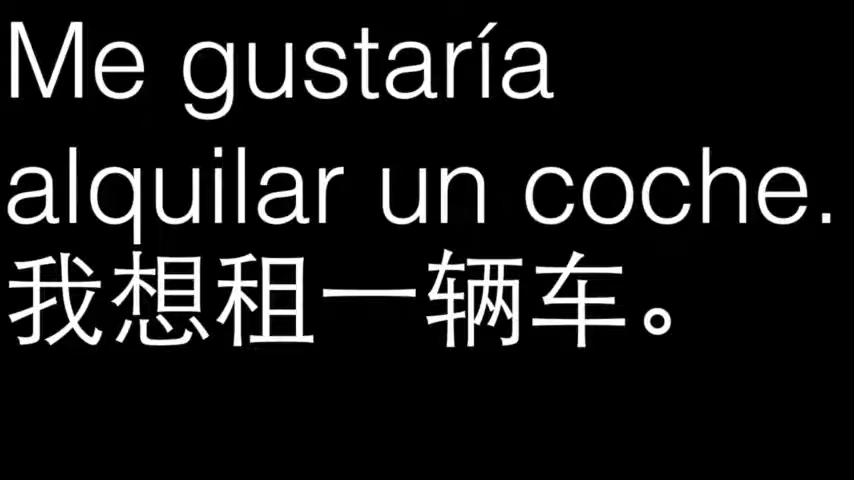 Me gustaría
alquilar un coche.
我想租一辆车。